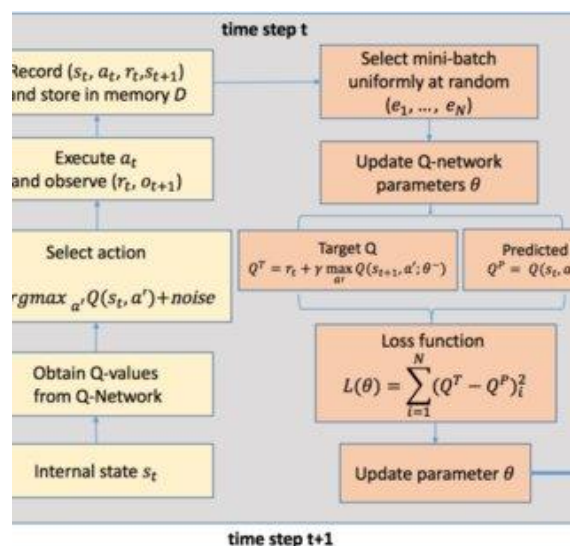 time step t
Record (s_t, a_t, r_t,s_{t+1})
and store in memory D
Execute a_t
and observe (r_t, o_{t+1})
Select action
rgmax _{a'}Q(s_t, a')+noise
Obtain Q-values
from Q-Network
Internal state s_t
Select mini-batch
uniformly at random
(e_1, ..., e_N)
Update Q-network
parameters θ
Target Q
Q^T = r_t + γ max_{a'} Q(s_{t+1}, a'; θ^-)
Predicted
Q^P = Q(s_t, a
Loss function
L(θ) = ∑_{i=1}^{N} (Q^T − Q^P)_i^2
Update parameter θ
time step t+1